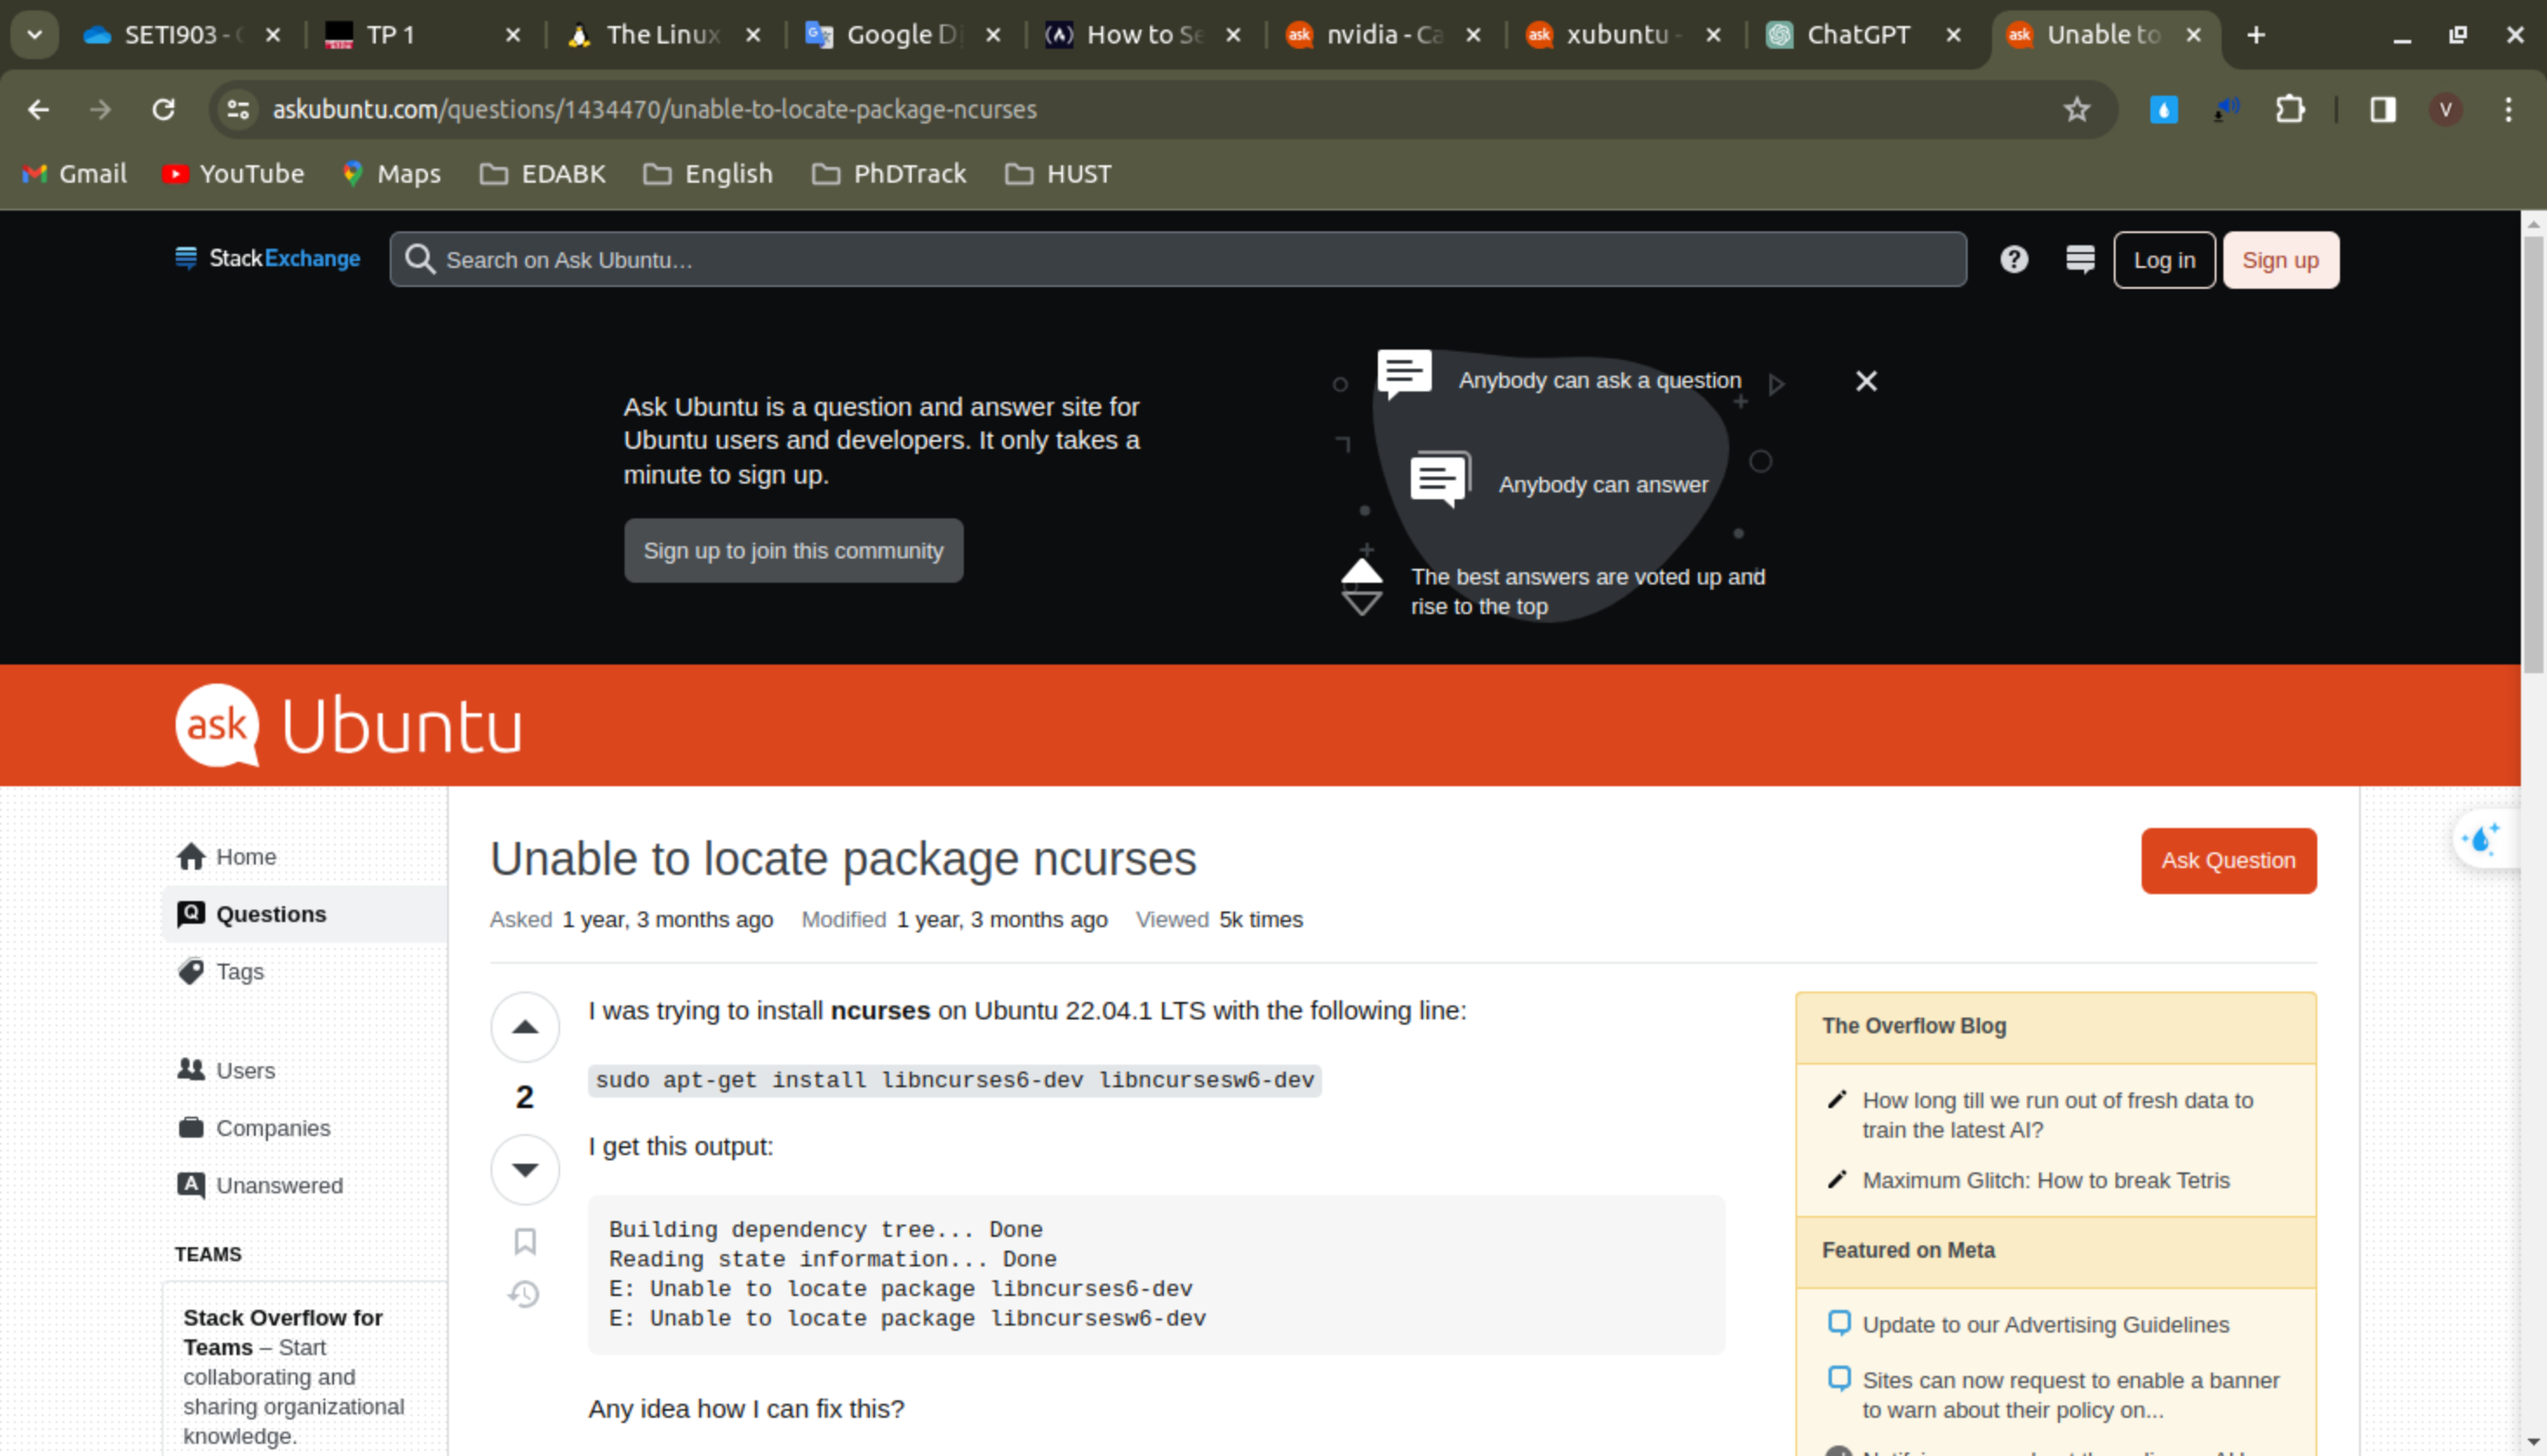 SETI903 -
TP 1
The Linux
Google Di
How to Se
nvidia - Ca
xubuntu -
ChatGPT
Unable to
askubuntu.com/questions/1434470/unable-to-locate-package-ncurses
V
Gmail
YouTube
Maps
EDABK
English
PhDTrack
HUST
StackExchange
Search on Ask Ubuntu…
Log in
Sign up
Ask Ubuntu is a question and answer site for
Ubuntu users and developers. It only takes a
minute to sign up.
Sign up to join this community
Anybody can ask a question
Anybody can answer
The best answers are voted up and
rise to the top
ask Ubuntu
Home
Questions
Tags
Users
Companies
Unanswered
TEAMS
Stack Overflow for
Teams – Start
collaborating and
sharing organizational
knowledge.
Unable to locate package ncurses
Ask Question
Asked 1 year, 3 months ago Modified 1 year, 3 months ago Viewed 5k times
2
I was trying to install ncurses on Ubuntu 22.04.1 LTS with the following line:
sudo apt-get install libncurses6-dev libncursesw6-dev
I get this output:
Building dependency tree... Done
Reading state information... Done
E: Unable to locate package libncurses6-dev
E: Unable to locate package libncursesw6-dev
Any idea how I can fix this?
The Overflow Blog
How long till we run out of fresh data to
train the latest AI?
Maximum Glitch: How to break Tetris
Featured on Meta
Update to our Advertising Guidelines
Sites can now request to enable a banner
to warn about their policy on...